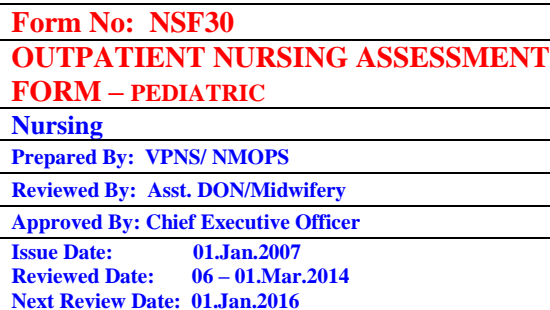 Form No: NSF30
OUTPATIENT NURSING ASSESSMENT
FORM – PEDIATRIC
Nursing
Prepared By: VPNS/ NMOPS
Reviewed By: Asst. DON/Midwifery
Approved By: Chief Executive Officer
Issue Date: 01.Jan.2007
Reviewed Date: 06 – 01.Mar.2014
Next Review Date: 01.Jan.2016